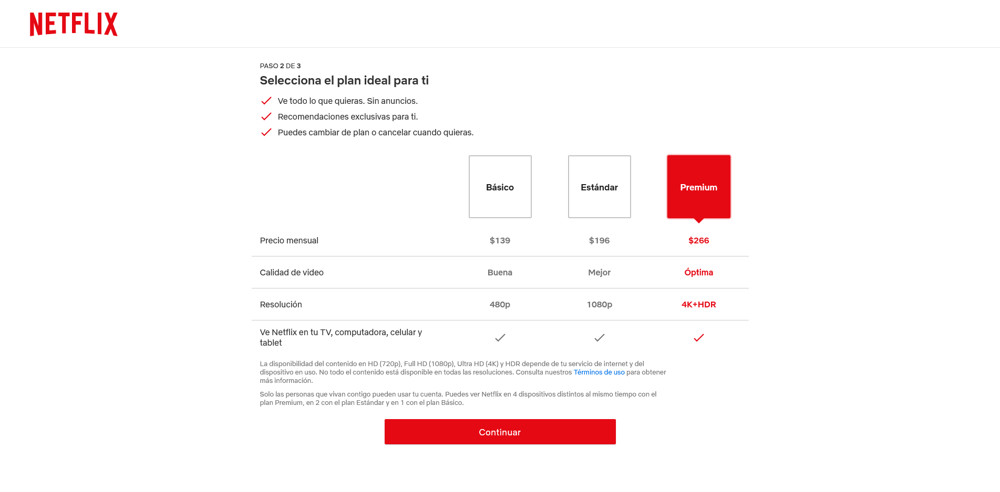 NETFLIX
PASO 2 DE 3
Selecciona el plan ideal para ti
Ve todo lo que quieras. Sin anuncios.
Recomendaciones exclusivas para ti.
Puedes cambiar de plan o cancelar cuando quieras.
Básico Estándar Premium
Precio mensual $139 $196 $266
Calidad de video Buena Mejor Óptima
Resolución 480p 1080p 4K+HDR
Ve Netflix en tu TV, computadora, celular y
tablet
La disponibilidad del contenido en HD (720p), Full HD (1080p), Ultra HD (4K) y HDR depende de tu servicio de internet y del
dispositivo en uso. No todo el contenido está disponible en todas las resoluciones. Consulta nuestros Términos de uso para obtener
más información.
Solo las personas que vivan contigo pueden usar tu cuenta. Puedes ver Netflix en 4 dispositivos distintos al mismo tiempo con el
plan Premium, en 2 con el plan Estándar y en 1 con el plan Básico.
Continuar